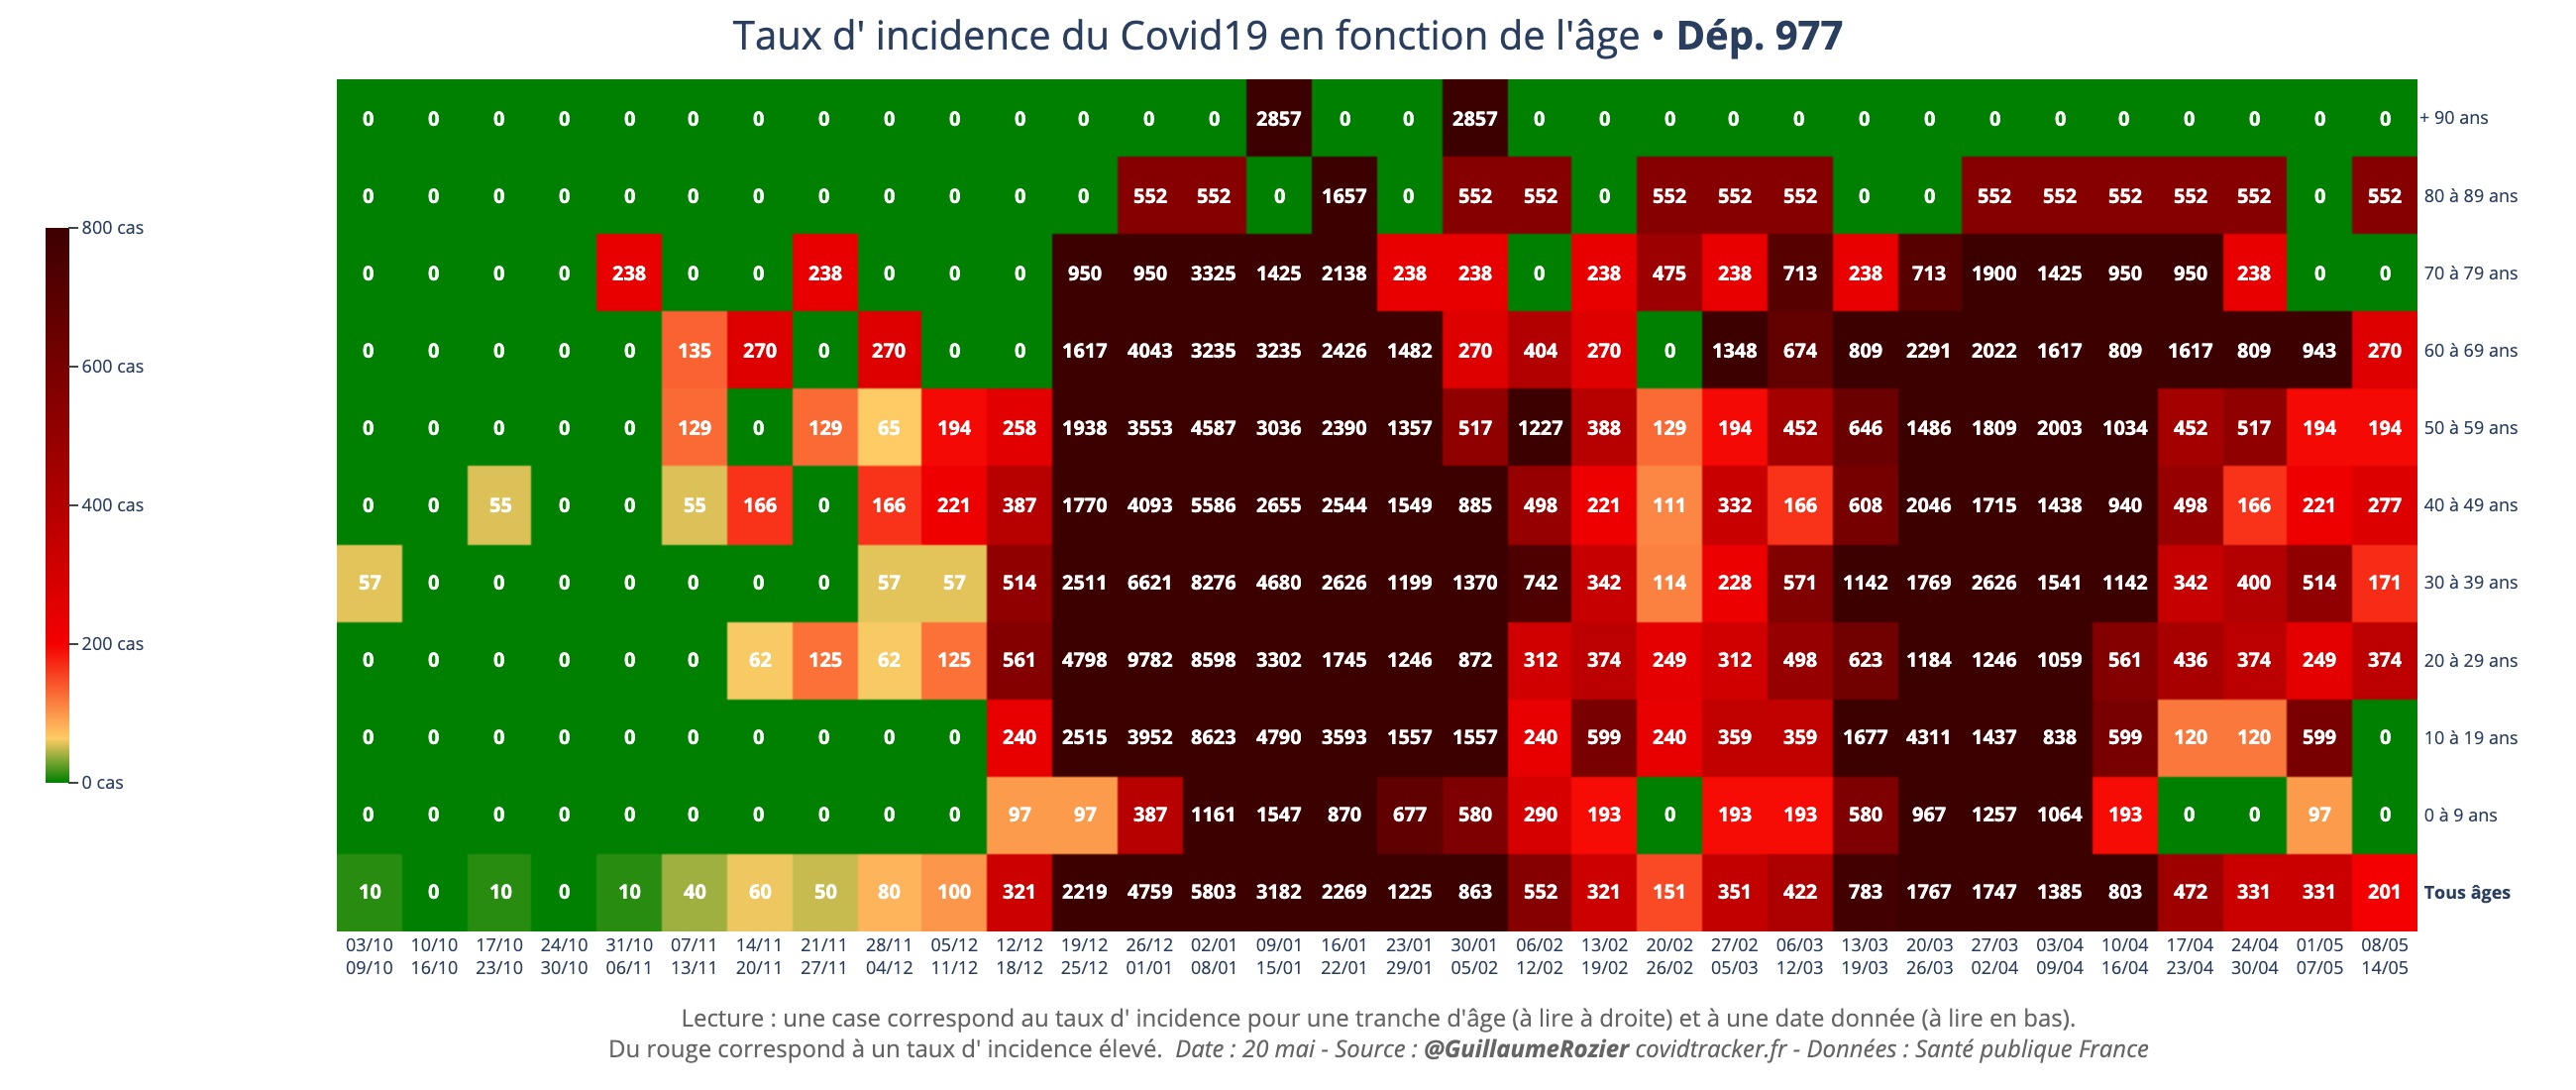 Taux d' incidence du Covid19 en fonction de l'âge • Dép. 977
800 cas
600 cas
400 cas
200 cas
0 cas
0 0 0 0 0 0 0 0 0 0 0 0 0 0 2857 0 0 2857 0 0 0 0 0 0 0 0 0 0 0 0 0 0 + 90 ans
0 0 0 0 0 0 0 0 0 0 0 0 552 552 0 1657 0 552 552 0 552 552 552 0 0 552 552 552 552 552 0 552 80 à 89 ans
0 0 0 0 238 0 0 238 0 0 0 950 950 3325 1425 2138 238 238 0 238 475 238 713 238 713 1900 1425 950 950 238 0 0 70 à 79 ans
0 0 0 0 0 135 270 0 270 0 0 1617 4043 3235 3235 2426 1482 270 404 270 0 1348 674 809 2291 2022 1617 809 1617 809 943 270 60 à 69 ans
0 0 0 0 0 129 0 129 65 194 258 1938 3553 4587 3036 2390 1357 517 1227 388 129 194 452 646 1486 1809 2003 1034 452 517 194 194 50 à 59 ans
0 0 55 0 0 55 166 0 166 221 387 1770 4093 5586 2655 2544 1549 885 498 221 111 332 166 608 2046 1715 1438 940 498 166 221 277 40 à 49 ans
57 0 0 0 0 0 0 0 57 57 514 2511 6621 8276 4680 2626 1199 1370 742 342 114 228 571 1142 1769 2626 1541 1142 342 400 514 171 30 à 39 ans
0 0 0 0 0 0 62 125 62 125 561 4798 9782 8598 3302 1745 1246 872 312 374 249 312 498 623 1184 1246 1059 561 436 374 249 374 20 à 29 ans
0 0 0 0 0 0 0 0 0 0 240 2515 3952 8623 4790 3593 1557 1557 240 599 240 359 359 1677 4311 1437 838 599 120 120 599 0 10 à 19 ans
0 0 0 0 0 0 0 0 0 0 97 97 387 1161 1547 870 677 580 290 193 0 193 193 580 967 1257 1064 193 0 0 97 0 0 à 9 ans
10 0 10 0 10 40 60 50 80 100 321 2219 4759 5803 3182 2269 1225 863 552 321 151 351 422 783 1767 1747 1385 803 472 331 331 201 Tous âges
03/10 10/10 17/10 24/10 31/10 07/11 14/11 21/11 28/11 05/12 12/12 19/12 26/12 02/01 09/01 16/01 23/01 30/01 06/02 13/02 20/02 27/02 06/03 13/03 20/03 27/03 03/04 10/04 17/04 24/04 01/05 08/05
09/10 16/10 23/10 30/10 06/11 13/11 20/11 27/11 04/12 11/12 18/12 25/12 01/01 08/01 15/01 22/01 29/01 05/02 12/02 19/02 26/02 05/03 12/03 19/03 26/03 02/04 09/04 16/04 23/04 30/04 07/05 14/05
Lecture : une case correspond au taux d' incidence pour une tranche d'âge (à lire à droite) et à une date donnée (à lire en bas).
Du rouge correspond à un taux d' incidence élevé. Date : 20 mai - Source : @GuillaumeRozier covidtracker.fr - Données : Santé publique France